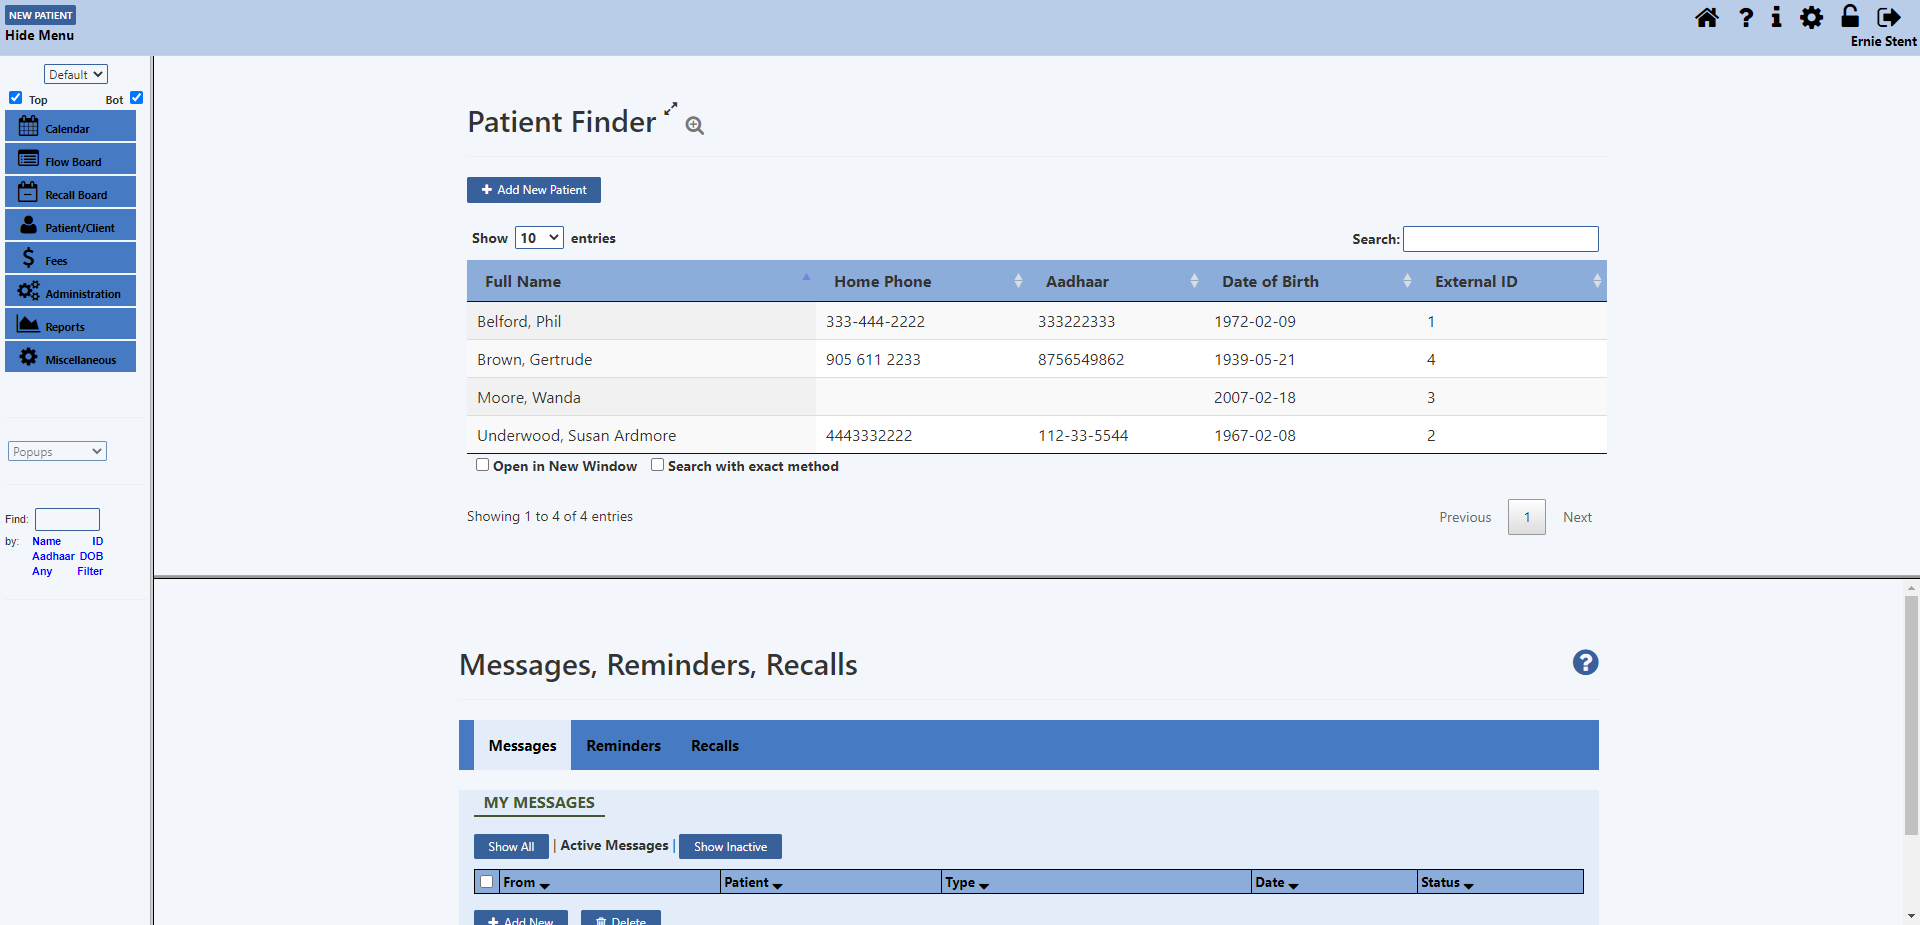 NEW PATIENT
Hide Menu
Ernie Stent
Default
Top Bot
Calendar
Flow Board
Recall Board
Patient/Client
Fees
Administration
Reports
Miscellaneous
Popups
Find:
by: Name ID
Aadhaar DOB
Any Filter
Patient Finder
Add New Patient
Show 10 entries Search:
Full Name Home Phone Aadhaar Date of Birth External ID
Belford, Phil 333-444-2222 333222333 1972-02-09 1
Brown, Gertrude 905 611 2233 8756549862 1939-05-21 4
Moore, Wanda 2007-02-18 3
Underwood, Susan Ardmore 4443332222 112-33-5544 1967-02-08 2
Open in New Window Search with exact method
Showing 1 to 4 of 4 entries Previous 1 Next
Messages, Reminders, Recalls
Messages Reminders Recalls
MY MESSAGES
Show All | Active Messages | Show Inactive
From Patient Type Date Status
Add New Delete